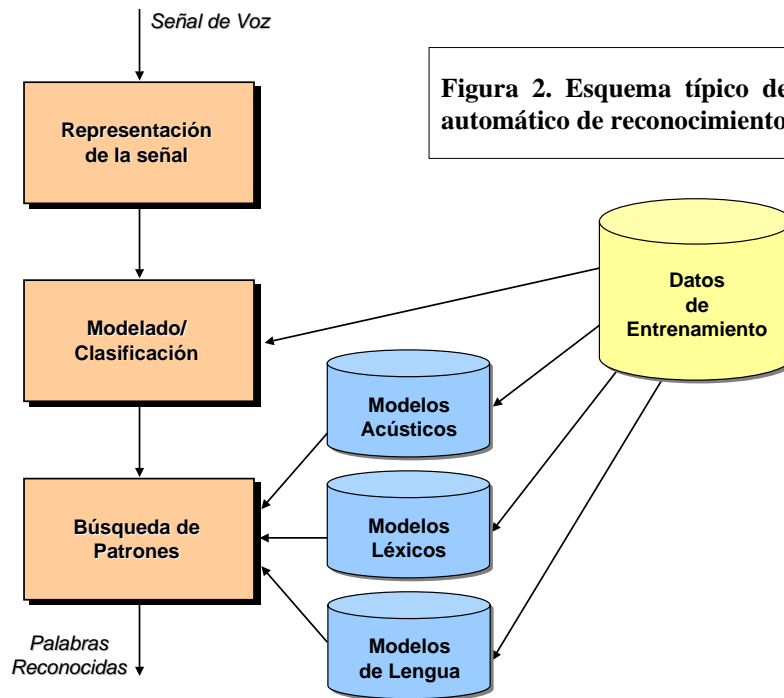 Señal de Voz
Figura 2. Esquema típico de
automático de reconocimiento
Representación
de la señal
Datos
de
Entrenamiento
Modelado/
Clasificación
Modelos
Acústicos
Búsqueda de
Patrones
Modelos
Léxicos
Modelos
de Lengua
Palabras
Reconocidas